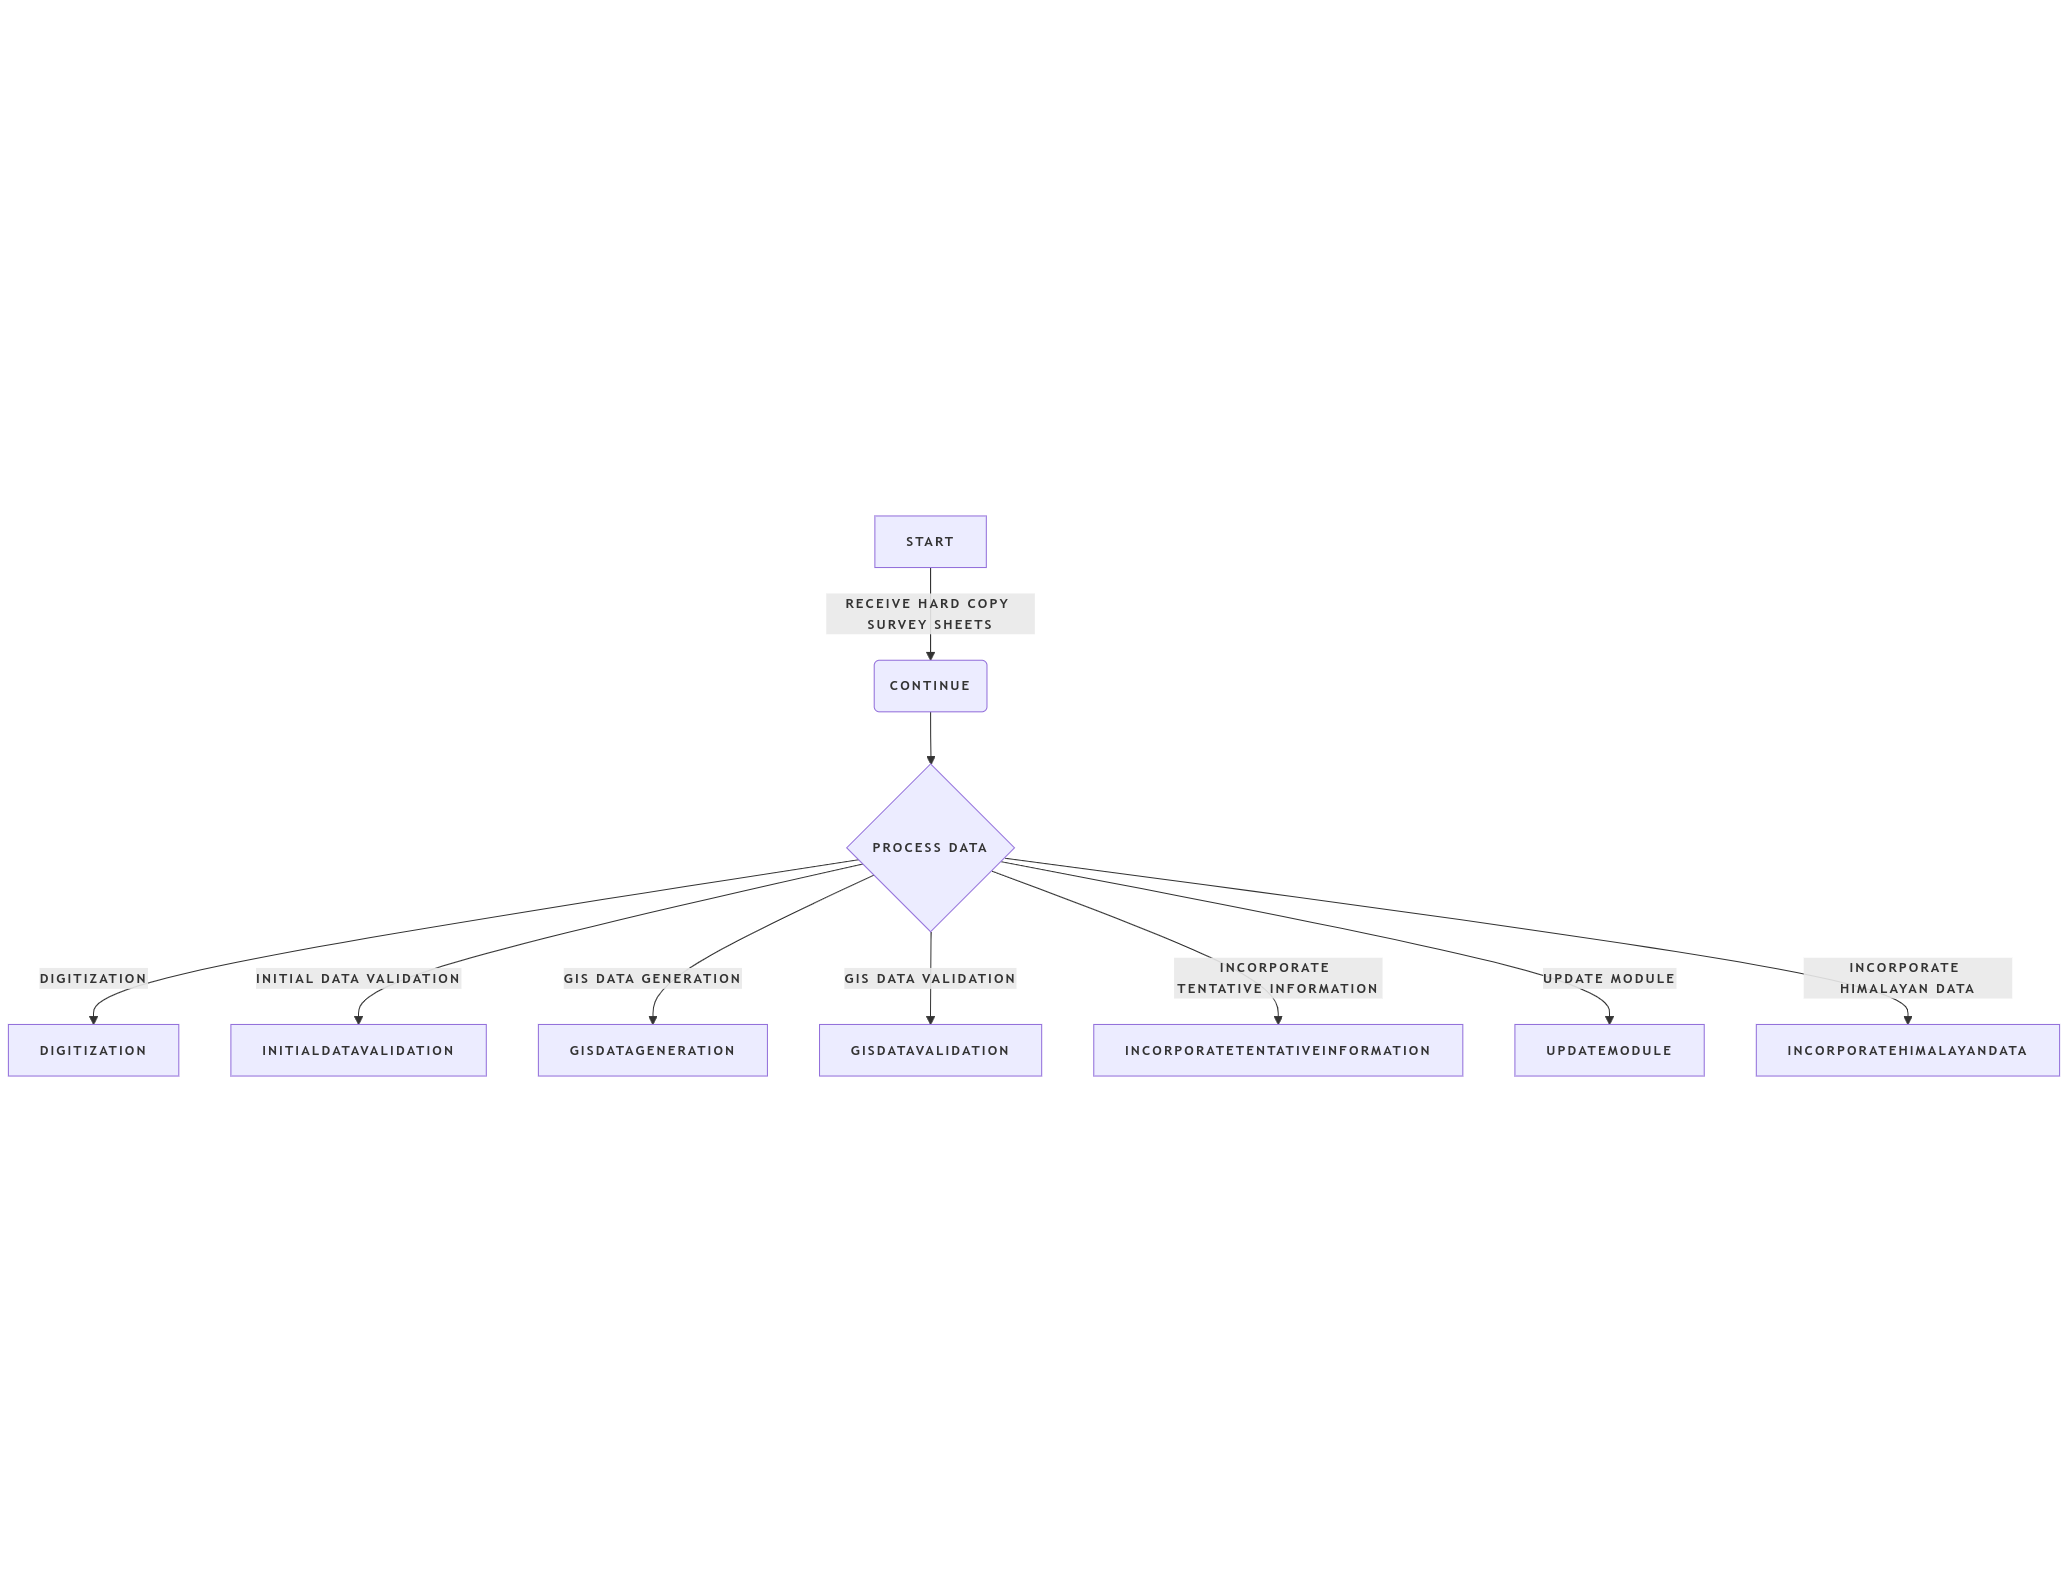 START
RECEIVE HARD COPY
SURVEY SHEETS
CONTINUE
PROCESS DATA
DIGITIZATION
INITIAL DATA VALIDATION
GIS DATA GENERATION
GIS DATA VALIDATION
INCORPORATE
TENTATIVE INFORMATION
UPDATE MODULE
INCORPORATE
HIMALAYAN DATA
DIGITIZATION
INITIALDATAVALIDATION
GISDATAGENERATION
GISDATAVALIDATION
INCORPORATETENTATIVEINFORMATION
UPDATEMODULE
INCORPORATEHIMALAYANDATA